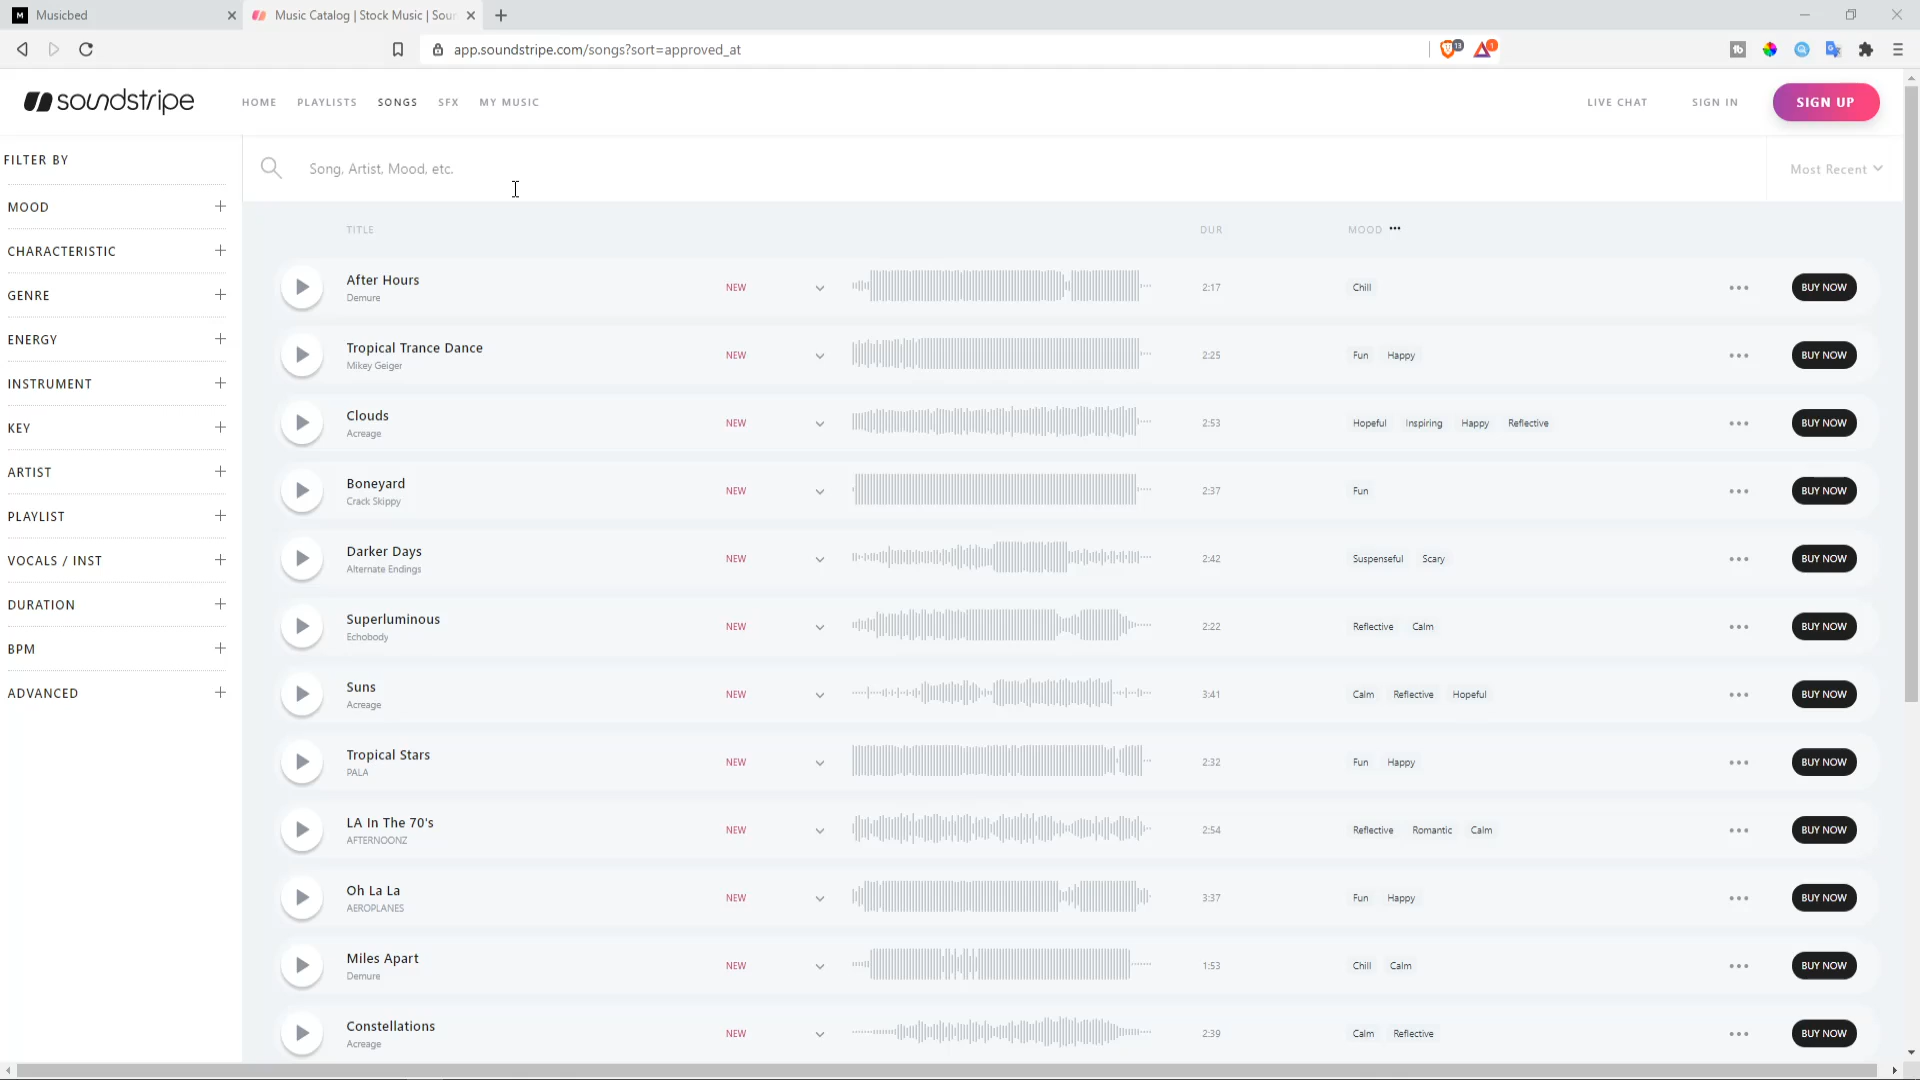 Musicbed
Music Catalog | Stock Music | Soun
app.soundstripe.com/songs?sort=approved_at
13
1
soundstripe
HOME PLAYLISTS SONGS SFX MY MUSIC
LIVE CHAT SIGN IN SIGN UP
FILTER BY
MOOD
CHARACTERISTIC
GENRE
ENERGY
INSTRUMENT
KEY
ARTIST
PLAYLIST
VOCALS / INST
DURATION
BPM
ADVANCED
Song, Artist, Mood, etc.
Most Recent
TITLE DUR MOOD •••
After Hours
Demure
NEW 2:17 Chill BUY NOW
Tropical Trance Dance
Mikey Geiger
NEW 2:25 Fun Happy BUY NOW
Clouds
Acreage
NEW 2:53 Hopeful Inspiring Happy Reflective BUY NOW
Boneyard
Crack Skippy
NEW 2:37 Fun BUY NOW
Darker Days
Alternate Endings
NEW 2:42 Suspenseful Scary BUY NOW
Superluminous
Echobody
NEW 2:22 Reflective Calm BUY NOW
Suns
Acreage
NEW 3:41 Calm Reflective Hopeful BUY NOW
Tropical Stars
PALA
NEW 2:32 Fun Happy BUY NOW
LA In The 70's
AFTERNOONZ
NEW 2:54 Reflective Romantic Calm BUY NOW
Oh La La
AEROPLANES
NEW 3:37 Fun Happy BUY NOW
Miles Apart
Demure
NEW 1:53 Chill Calm BUY NOW
Constellations
Acreage
NEW 2:39 Calm Reflective BUY NOW